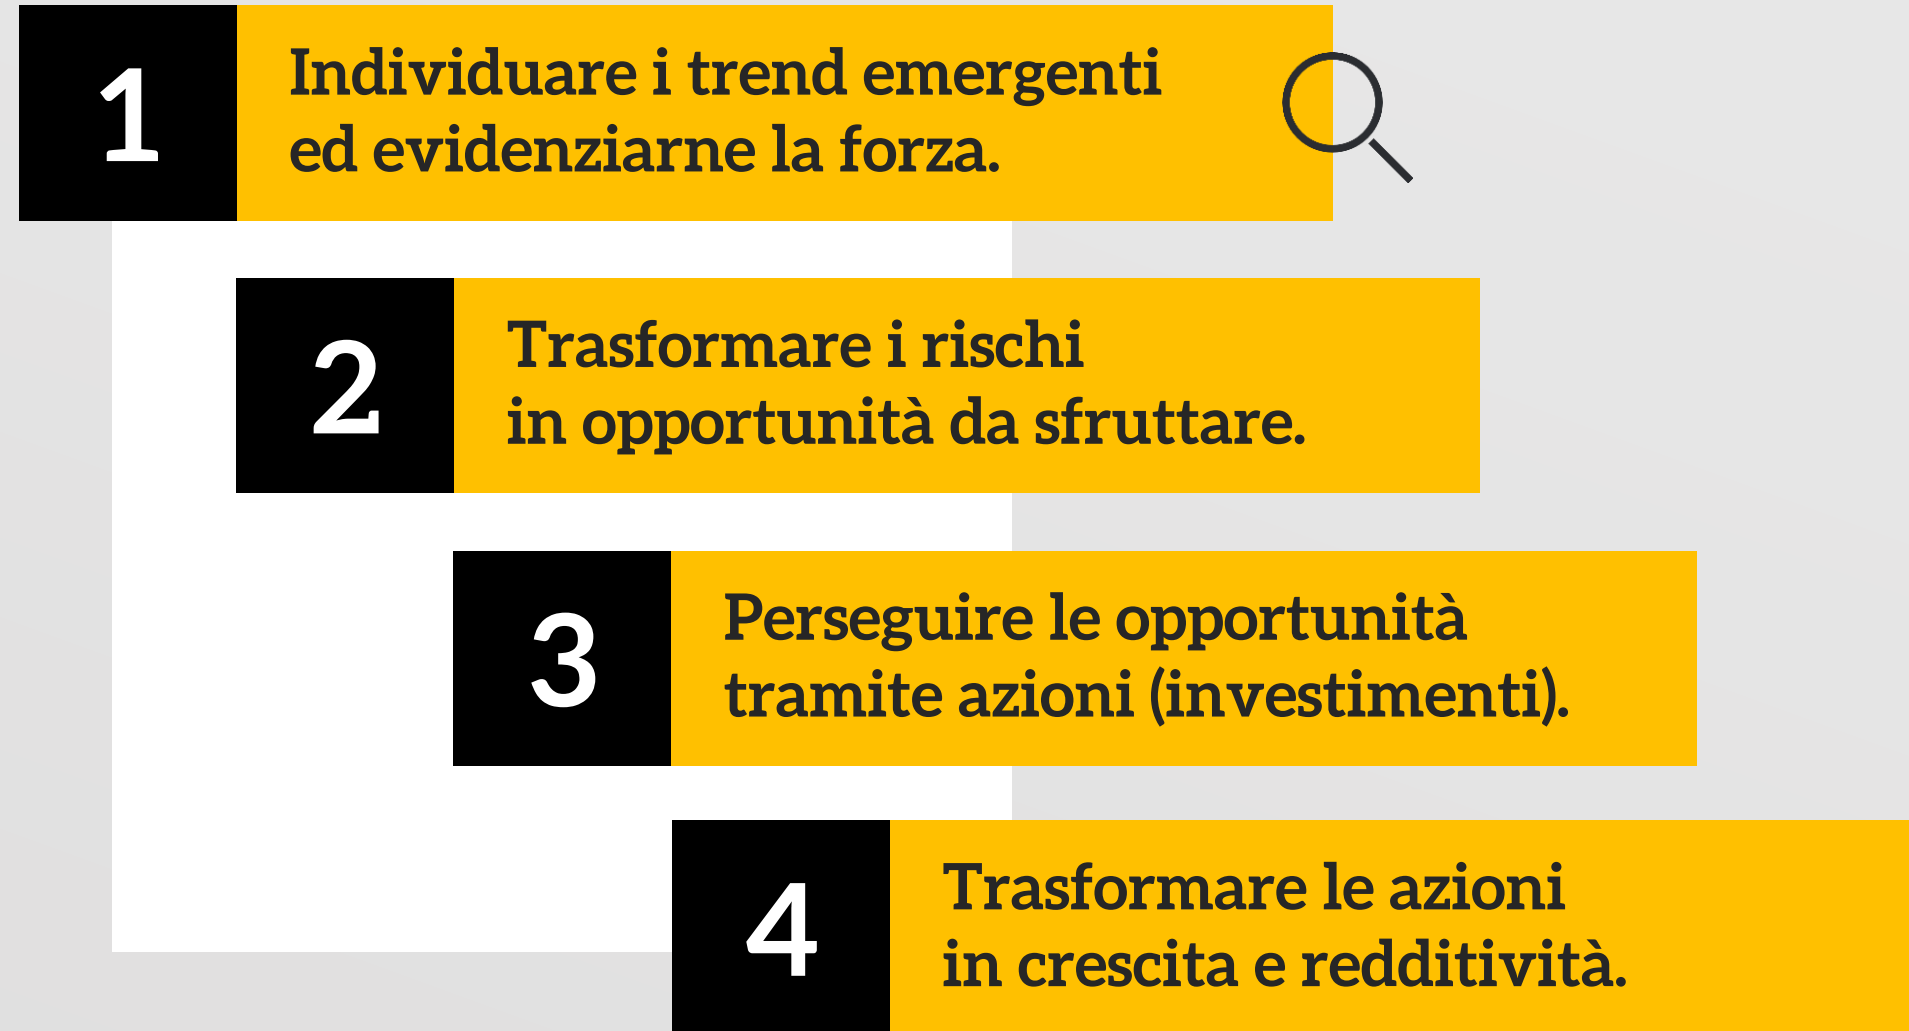 1
Individuare i trend emergenti
ed evidenziarne la forza.
2
Trasformare i rischi
in opportunità da sfruttare.
3
Perseguire le opportunità
tramite azioni (investimenti).
4
Trasformare le azioni
in crescita e redditività.